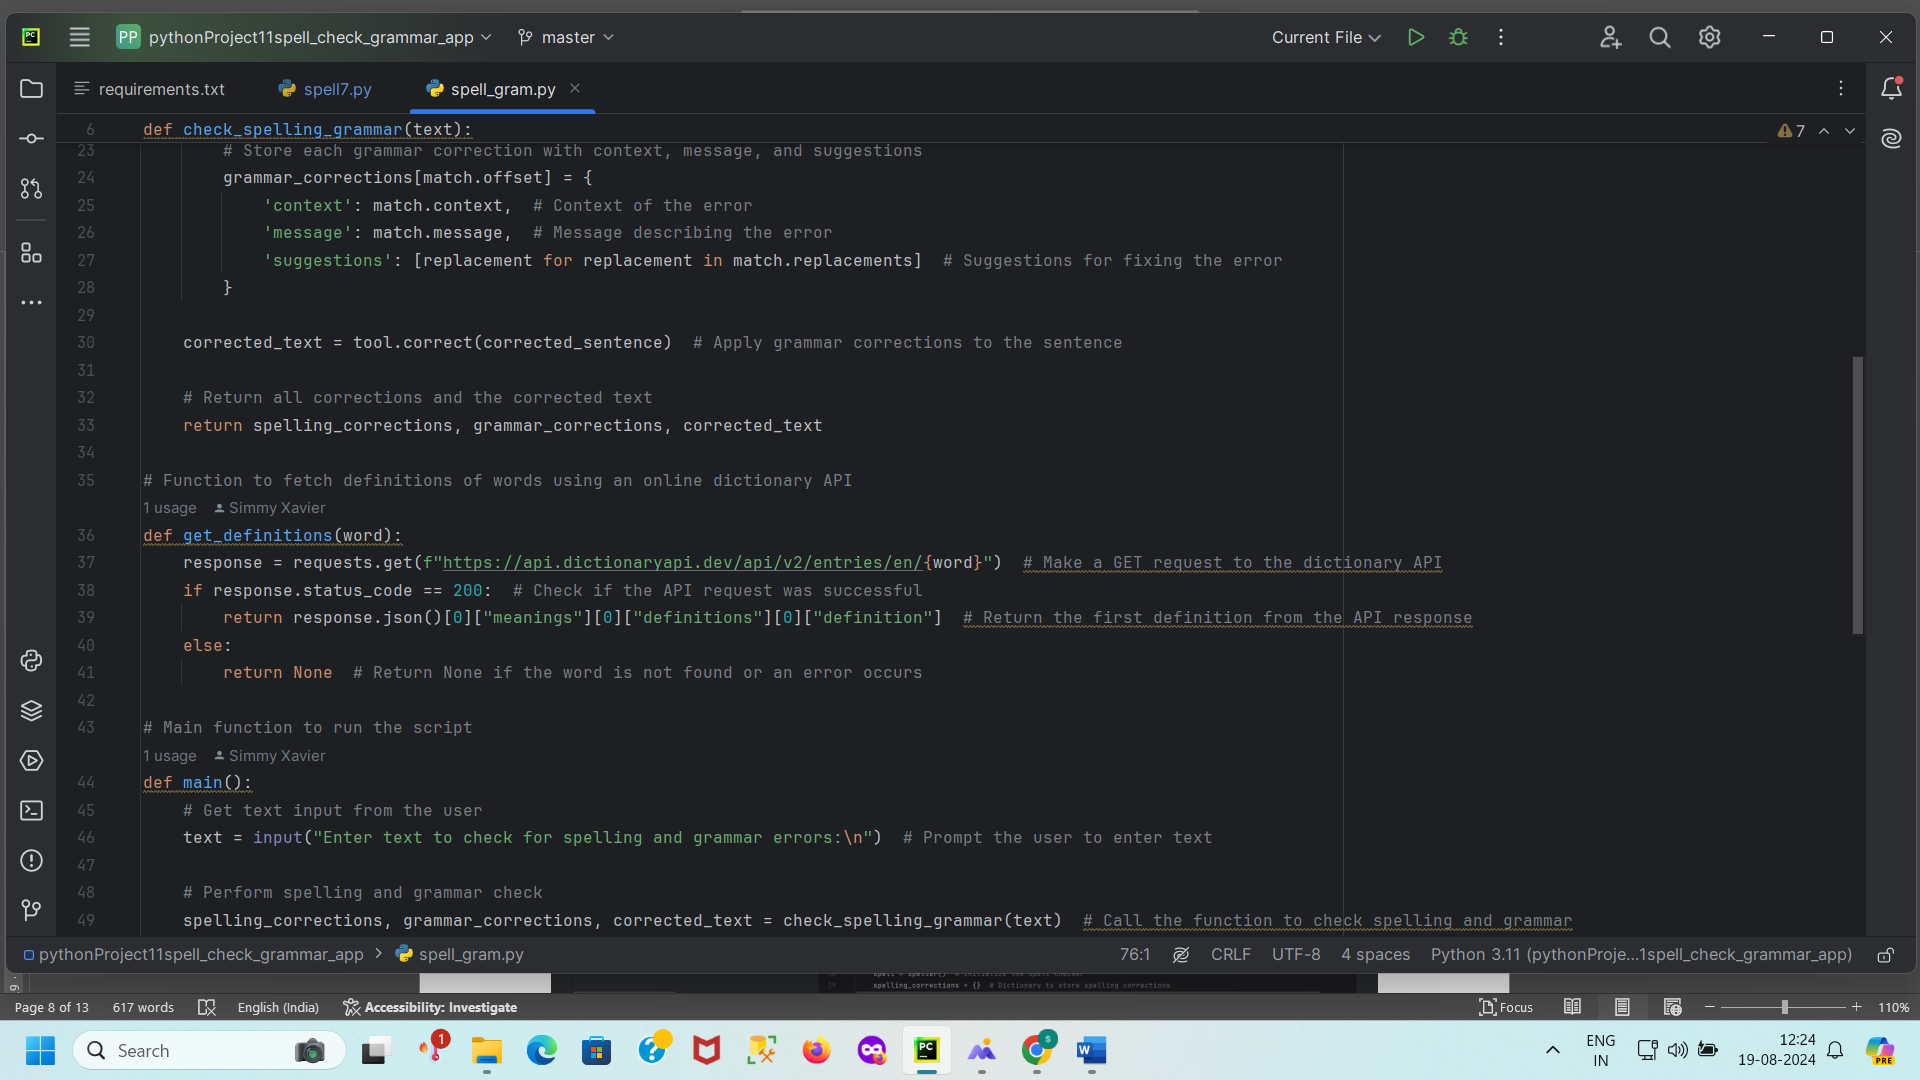 PC
PP pythonProject11spell_check_grammar_app
master
Current File
requirements.txt
spell7.py
spell_gram.py
6 def check_spelling_grammar(text):
7
23 # Store each grammar correction with context, message, and suggestions
24 grammar_corrections[match.offset] = {
25 'context': match.context,  # Context of the error
26 'message': match.message,  # Message describing the error
27 'suggestions': [replacement for replacement in match.replacements]  # Suggestions for fixing the error
28 }
29
30 corrected_text = tool.correct(corrected_sentence)  # Apply grammar corrections to the sentence
31
32 # Return all corrections and the corrected text
33 return spelling_corrections, grammar_corrections, corrected_text
34
35 # Function to fetch definitions of words using an online dictionary API
1 usage Simmy Xavier
36 def get_definitions(word):
37 response = requests.get(f"https://api.dictionaryapi.dev/api/v2/entries/en/{word}")  # Make a GET request to the dictionary API
38 if response.status_code == 200:  # Check if the API request was successful
39 return response.json()[0]["meanings"][0]["definitions"][0]["definition"]  # Return the first definition from the API response
40 else:
41 return None  # Return None if the word is not found or an error occurs
42
43 # Main function to run the script
1 usage Simmy Xavier
44 def main():
45 # Get text input from the user
46 text = input("Enter text to check for spelling and grammar errors:\n")  # Prompt the user to enter text
47
48 # Perform spelling and grammar check
49 spelling_corrections, grammar_corrections, corrected_text = check_spelling_grammar(text)  # Call the function to check spelling and grammar
pythonProject11spell_check_grammar_app > spell_gram.py
76:1 CRLF UTF-8 4 spaces Python 3.11 (pythonProje...1spell_check_grammar_app)
19 spelling_corrections = {}  # Dictionary to store spelling corrections
Page 8 of 13 617 words English (India) Accessibility: Investigate
Focus 110%
Search
1
PC
S
W
ENG
IN
12:24
19-08-2024
PRE